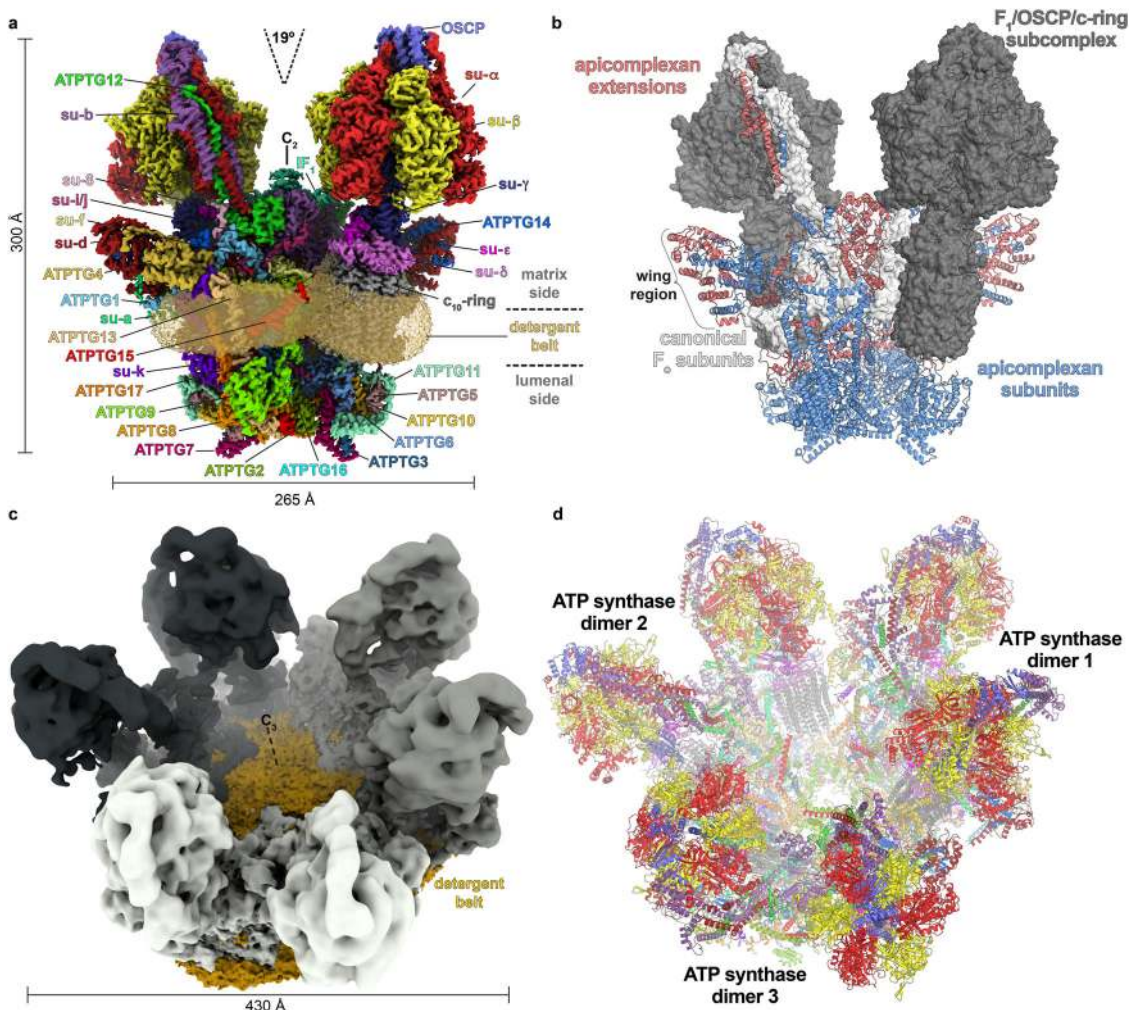 a
19°
OSCP
ATPTG12
su-α
su-b
su-β
C2
IF1
su-8
su-γ
su-i/j
ATPTG14
su-f
su-d
su-ε
ATPTG4
su-δ
matrix
side
300 Å
ATPTG1
c10-ring
su-a
ATPTG13
detergent
belt
ATPTG15
su-k
lumenal
side
ATPTG17
ATPTG11
ATPTG9
ATPTG5
ATPTG8
ATPTG10
ATPTG7
ATPTG6
ATPTG2
ATPTG16
ATPTG3
265 Å
b
F1/OSCP/c-ring
subcomplex
apicomplexan
extensions
wing
region
canonical
Fo subunits
apicomplexan
subunits
c
C3
detergent
belt
430 Å
d
ATP synthase
dimer 2
ATP synthase
dimer 1
ATP synthase
dimer 3